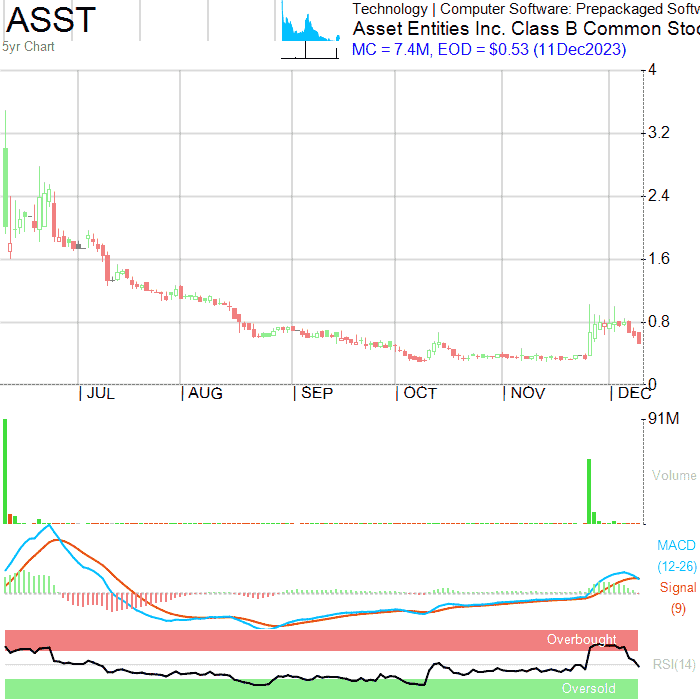 ASST
5yr Chart
Technology | Computer Software: Prepackaged Softw
Asset Entities Inc. Class B Common Stoc
MC = 7.4M, EOD = $0.53 (11Dec2023)
4
3.2
2.4
1.6
0.8
0
| JUL | AUG | SEP | OCT | NOV | DEC
91M
Volume
MACD
(12-26)
Signal
(9)
Overbought
RSI(14)
Oversold